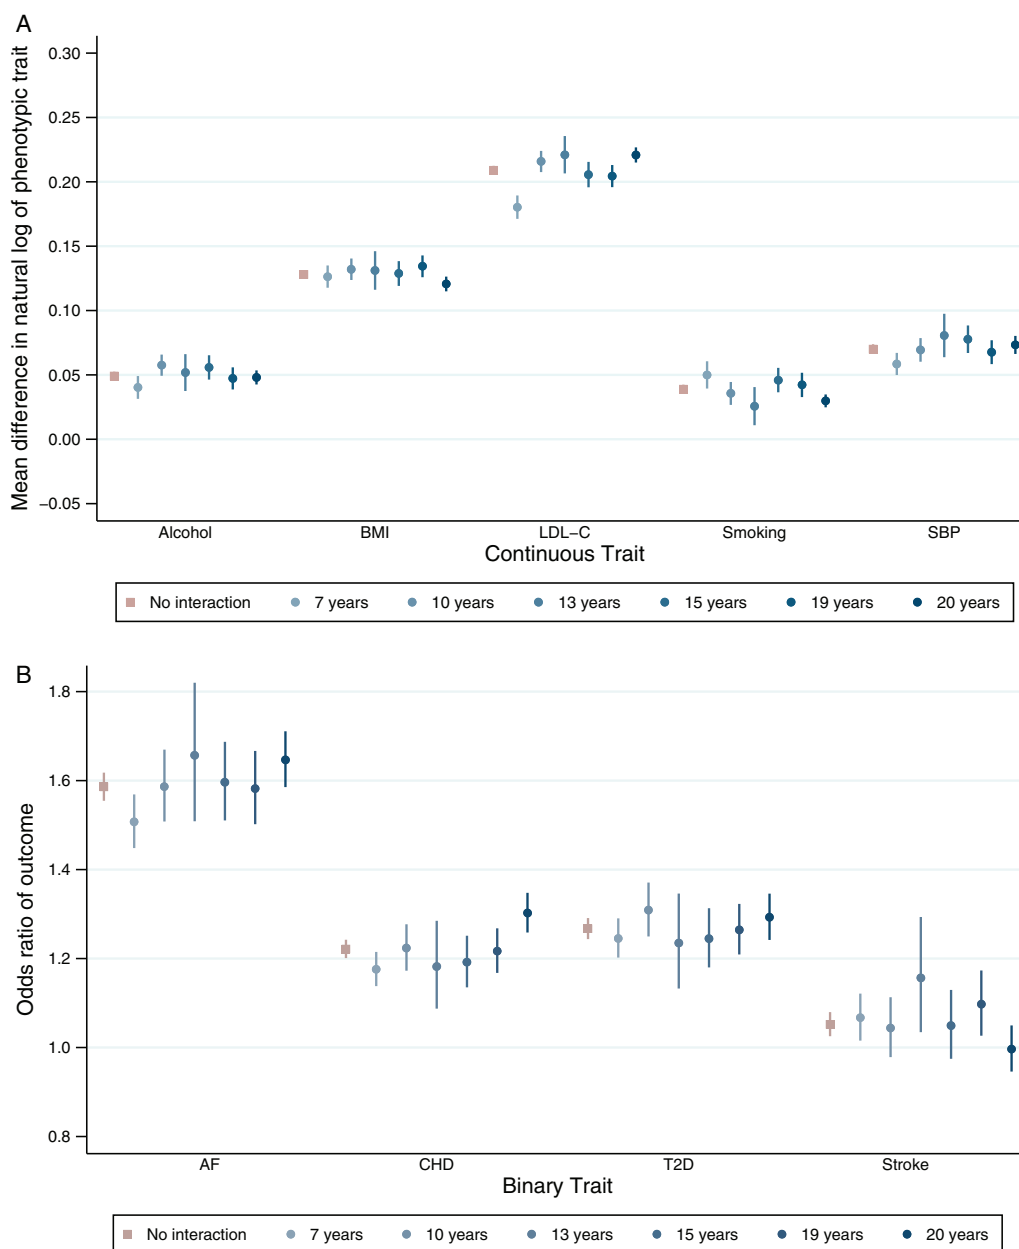 A
Mean difference in natural log of phenotypic trait
0.30
0.25
0.20
0.15
0.10
0.05
0.00
−0.05
Alcohol BMI LDL−C Smoking SBP
Continuous Trait
No interaction 7 years 10 years 13 years 15 years 19 years 20 years
B
Odds ratio of outcome
1.8
1.6
1.4
1.2
1.0
0.8
AF CHD T2D Stroke
Binary Trait
No interaction 7 years 10 years 13 years 15 years 19 years 20 years